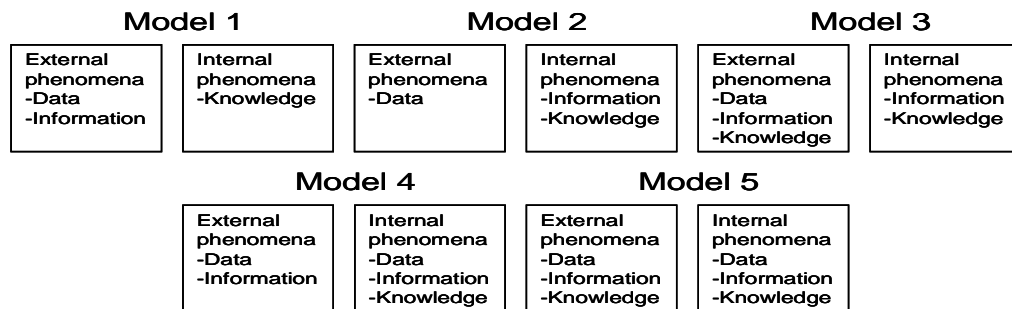 Model 1
External
phenomena
-Data
-Information
Internal
phenomena
-Knowledge
Model 2
External
phenomena
-Data
Internal
phenomena
-Information
-Knowledge
Model 3
External
phenomena
-Data
-Information
-Knowledge
Internal
phenomena
-Information
-Knowledge
Model 4
External
phenomena
-Data
-Information
Internal
phenomena
-Data
-Information
-Knowledge
Model 5
External
phenomena
-Data
-Information
-Knowledge
Internal
phenomena
-Data
-Information
-Knowledge